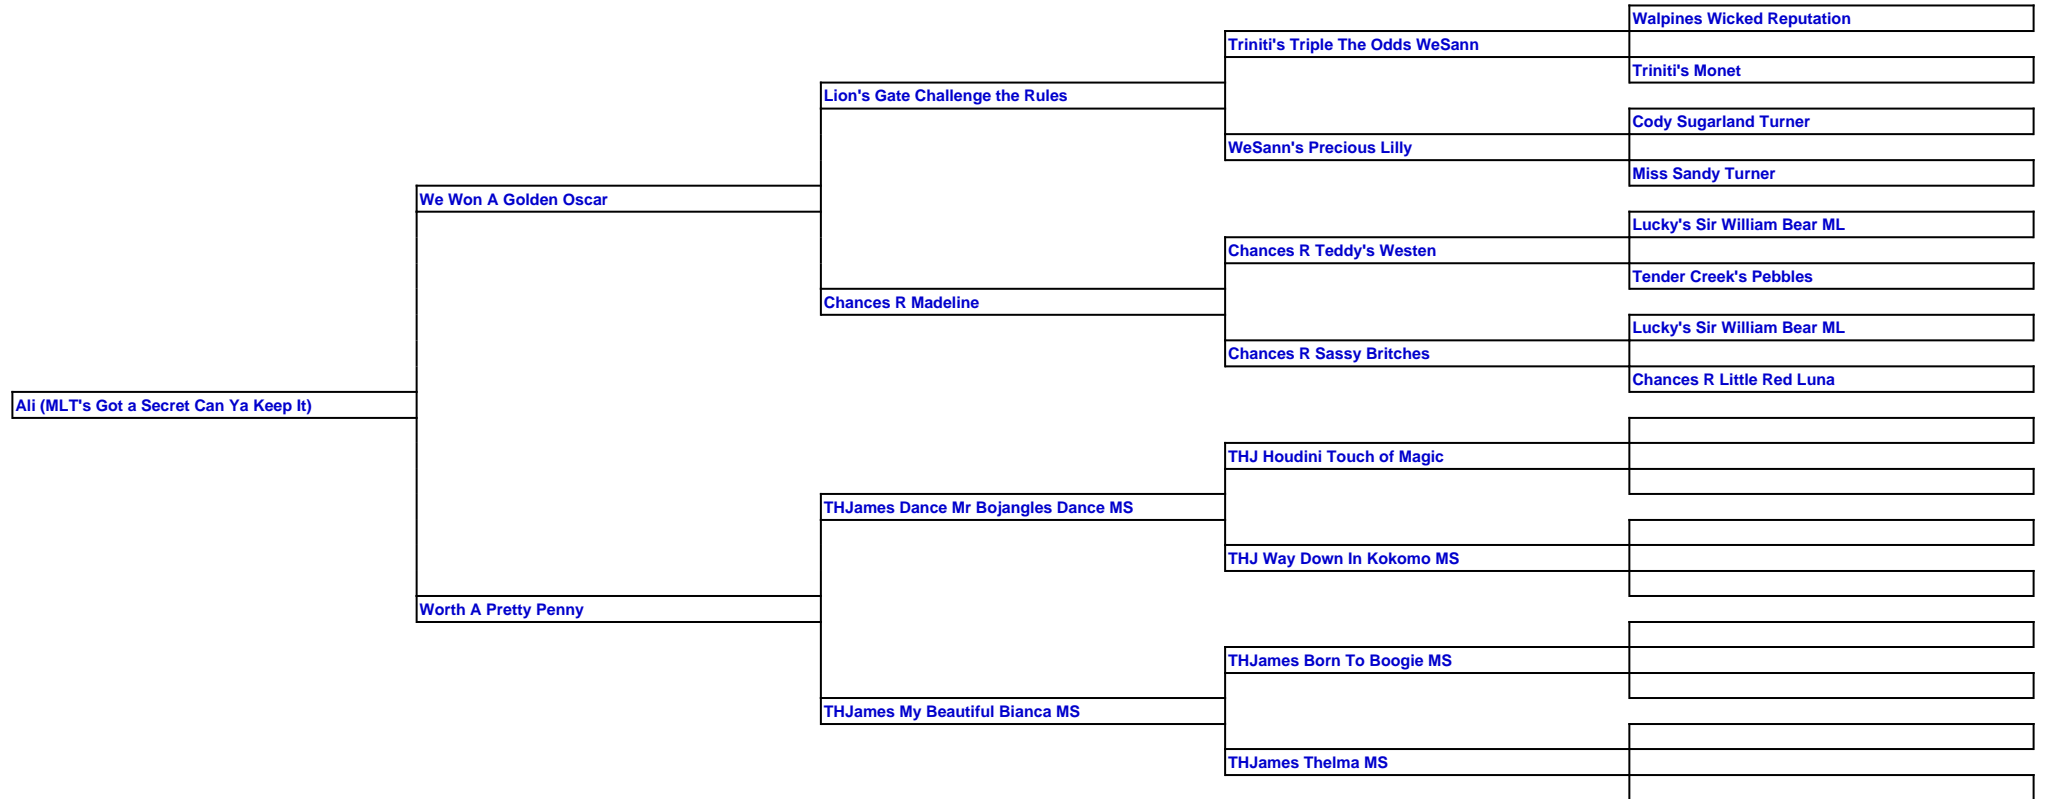 Walpines Wicked Reputation
Triniti's Triple The Odds WeSann
Triniti's Monet
Lion's Gate Challenge the Rules
Cody Sugarland Turner
WeSann's Precious Lilly
Miss Sandy Turner
We Won A Golden Oscar
Lucky's Sir William Bear ML
Chances R Teddy's Westen
Tender Creek's Pebbles
Chances R Madeline
Lucky's Sir William Bear ML
Chances R Sassy Britches
Chances R Little Red Luna
Ali (MLT's Got a Secret Can Ya Keep It)
THJ Houdini Touch of Magic
THJames Dance Mr Bojangles Dance MS
THJ Way Down In Kokomo MS
Worth A Pretty Penny
THJames Born To Boogie MS
THJames My Beautiful Bianca MS
THJames Thelma MS